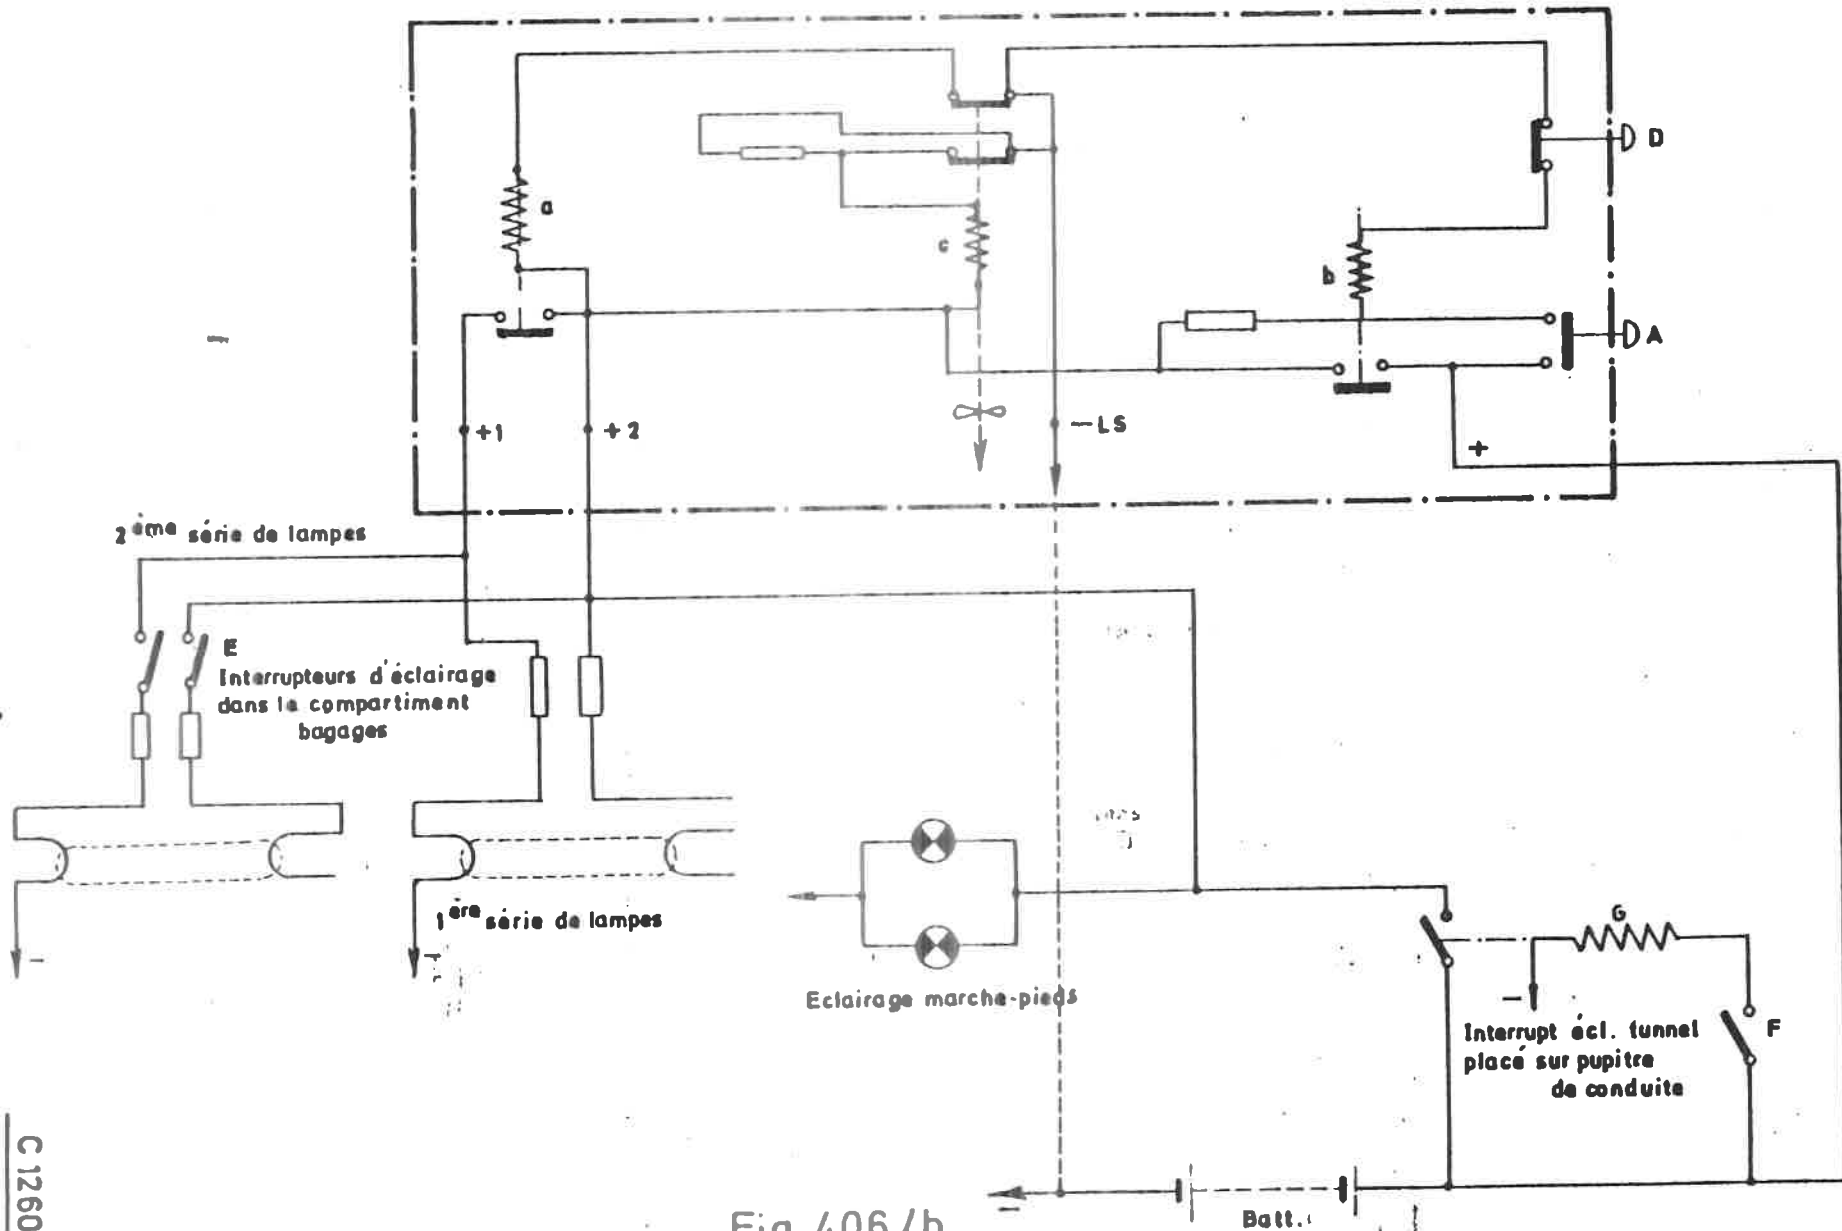 D
a
c
b
A
+1
+2
—LS
+
2ème série de lampes
E
Interrupteurs d'éclairage
dans le compartiment
bagages
1ère série de lampes
G
Eclairage marche-pieds
Interrupt écl. tunnel
placé sur pupitre
de conduite
F
Batt.
Fig 406/b
C 1260